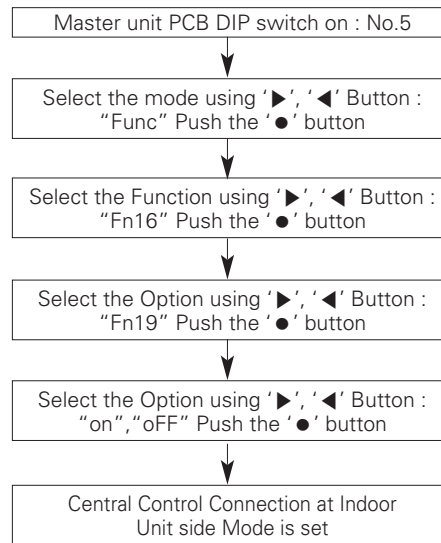 Master unit PCB DIP switch on : No.5
Select the mode using ‘▶’, ‘◀’ Button :
“Func” Push the ‘●’ button
Select the Function using ‘▶’, ‘◀’ Button :
“Fn16” Push the ‘●’ button
Select the Option using ‘▶’, ‘◀’ Button :
“Fn19” Push the ‘●’ button
Select the Option using ‘▶’, ‘◀’ Button :
“on”,“oFF” Push the ‘●’ button
Central Control Connection at Indoor
Unit side Mode is set